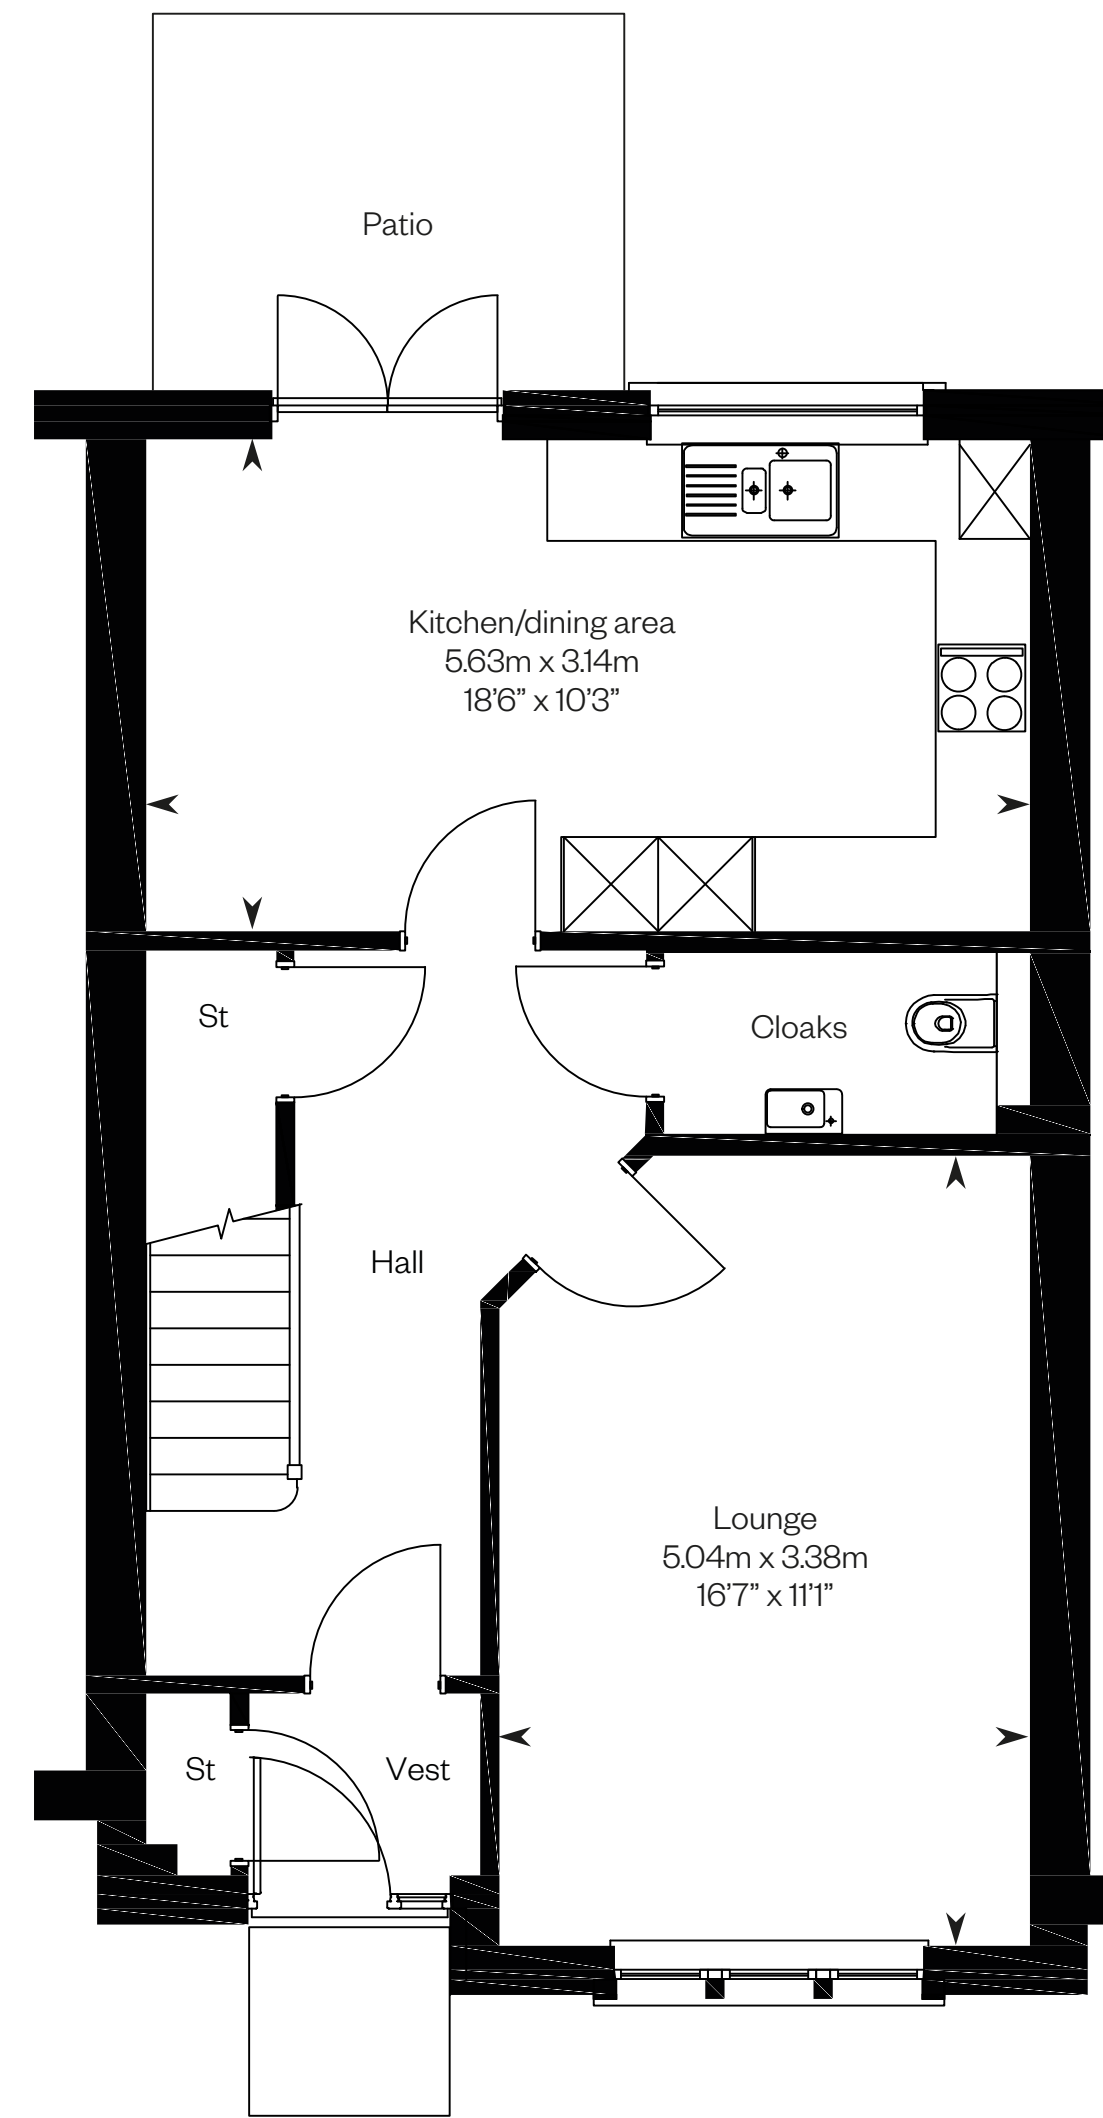 Patio
Kitchen/dining area
5.63m x 3.14m
18’6” x 10’3”
St
Cloaks
Hall
Lounge
5.04m x 3.38m
16’7” x 11’1”
St
Vest